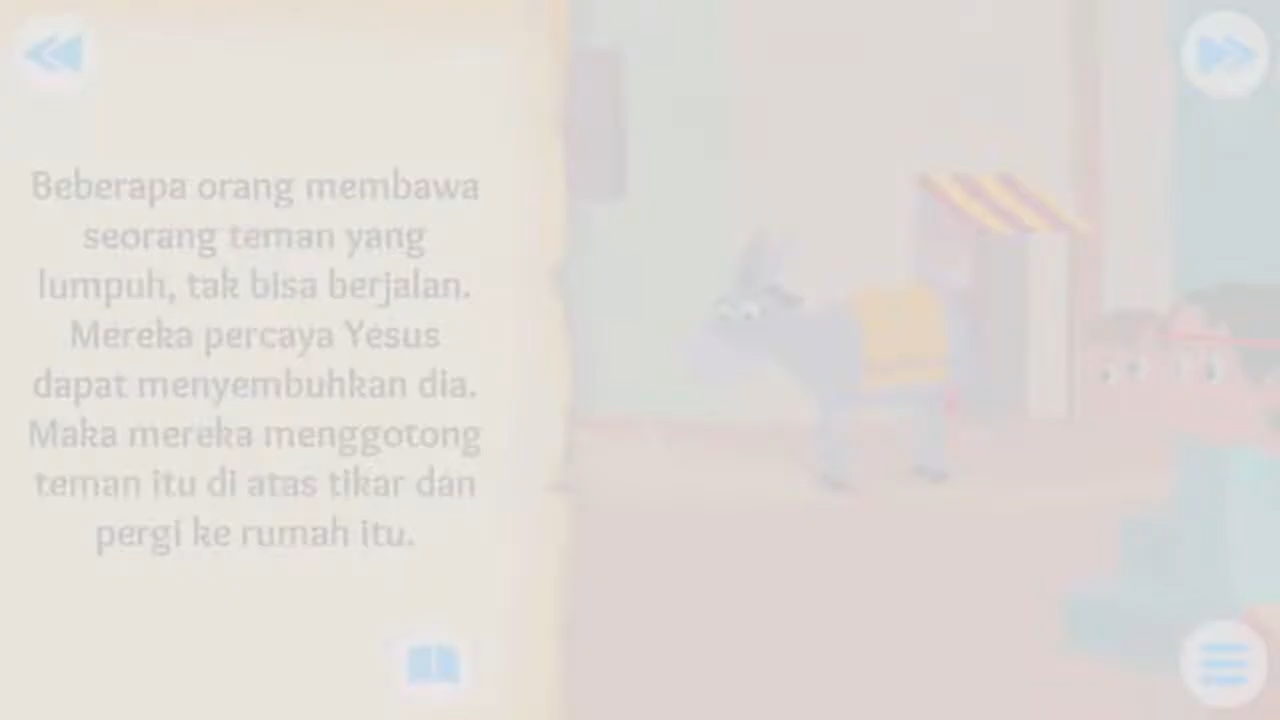 Beberapa orang membawa
seorang teman yang
lumpuh, tak bisa berjalan.
Mereka percaya Yesus
dapat menyembuhkan dia.
Maka mereka menggotong
teman itu di atas tikar dan
pergi ke rumah itu.